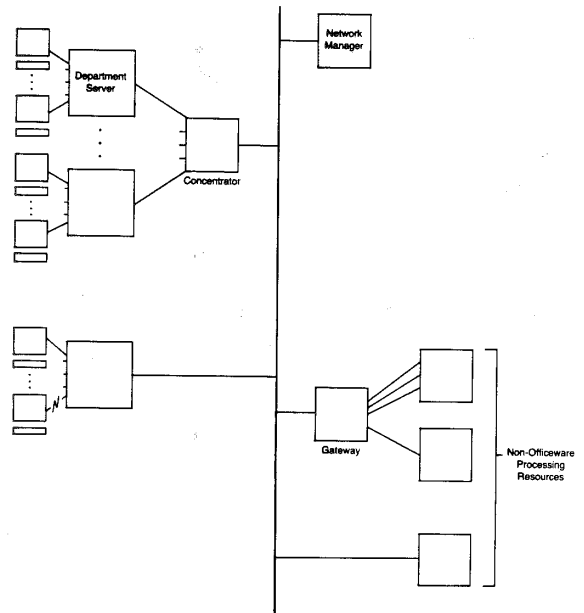 Network
Manager
Department
Server
Concentrator
Gateway
Non-Officeware
Processing
Resources